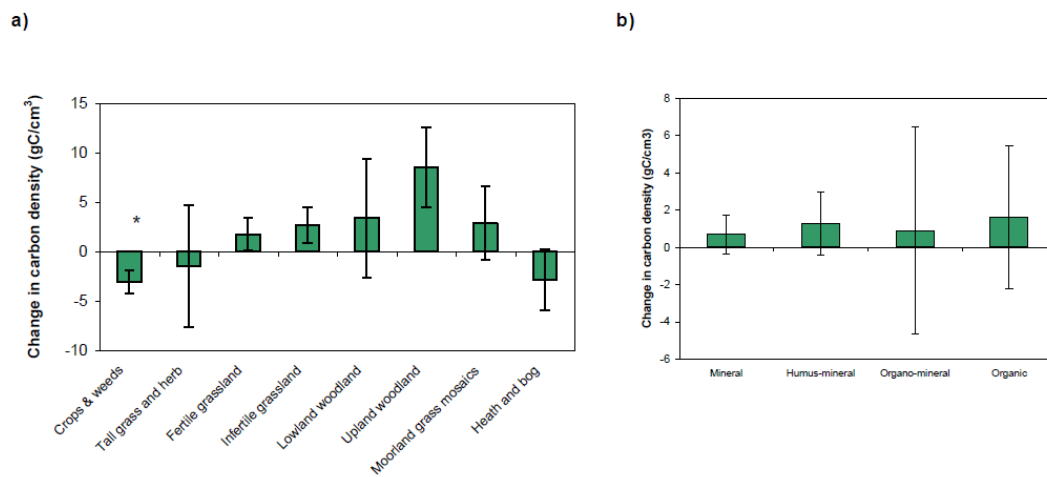 a)
Change in carbon density (gC/cm³)
15
10
5
0
-5
-10
*
Crops & weeds
Tall grass and herb
Fertile grassland
Infertile grassland
Lowland woodland
Upland woodland
Moorland grass mosaics
Heath and bog
b)
Change in carbon density (gC/cm3)
8
6
4
2
0
-2
-4
-6
Mineral
Humus-mineral
Organo-mineral
Organic